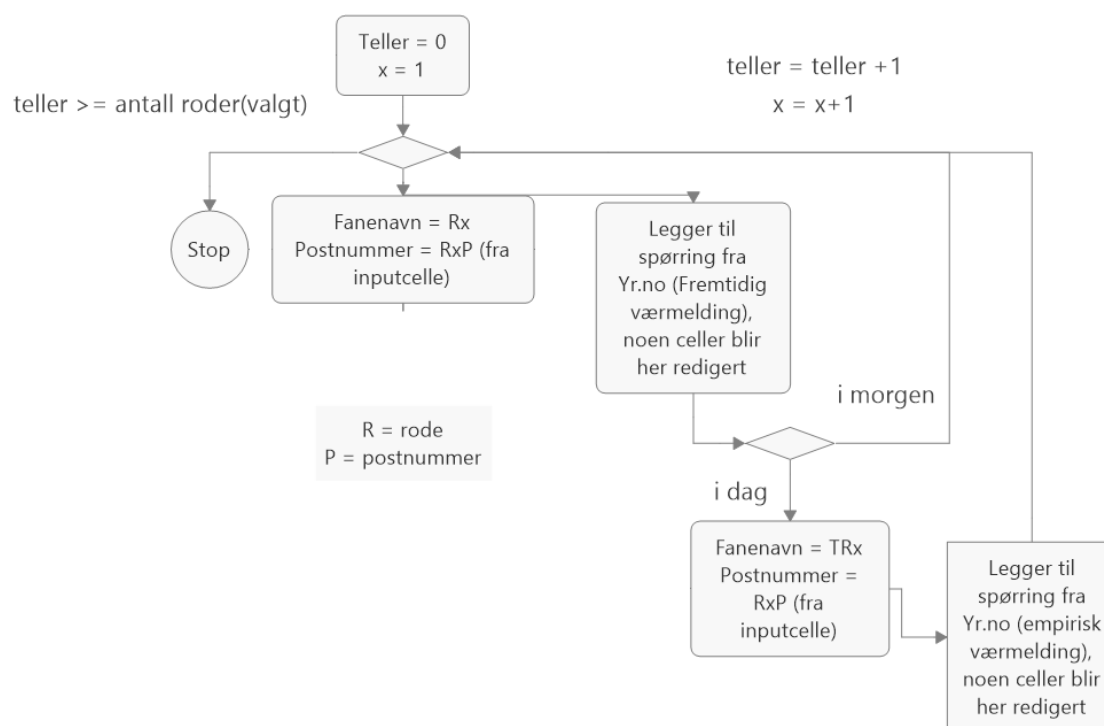 Teller = 0
x = 1
teller = teller +1
x = x+1
teller >= antall roder(valgt)
Stop
Fanenavn = Rx
Postnummer = RxP (fra
inputcelle)
Legger til
spørring fra
Yr.no (Fremtidig
værmelding),
noen celler blir
her redigert
i morgen
R = rode
P = postnummer
i dag
Fanenavn = TRx
Postnummer =
RxP (fra
inputcelle)
Legger til
spørring fra
Yr.no (empirisk
værmelding),
noen celler blir
her redigert